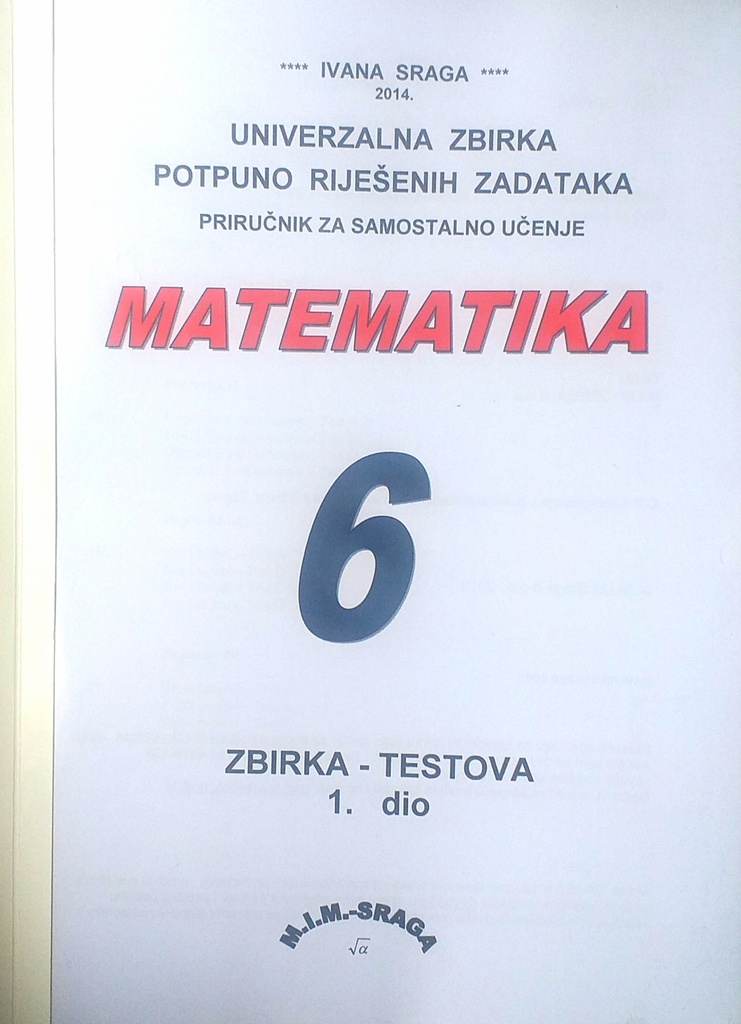 **** IVANA SRAGA ****
2014.
UNIVERZALNA ZBIRKA
POTPUNO RIJEŠENIH ZADATAKA
PRIRUČNIK ZA SAMOSTALNO UČENJE
MATEMATIKA
6
ZBIRKA - TESTOVA
1. dio
M.I.M.-SRAGA
√α